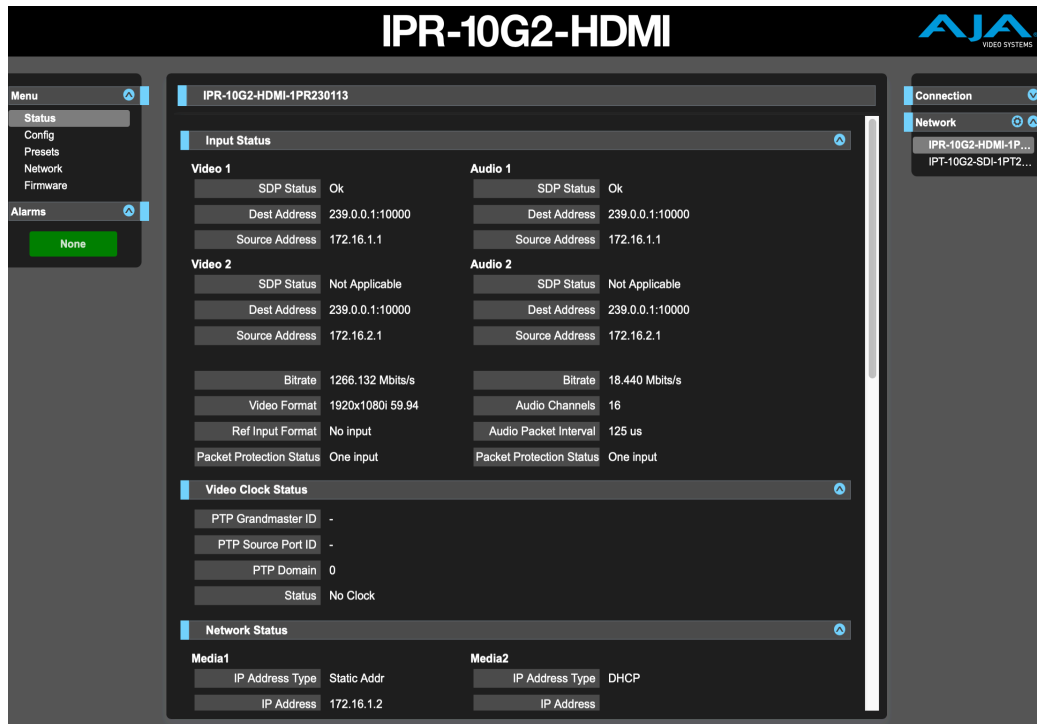 IPR-10G2-HDMI
AJA
VIDEO SYSTEMS
Menu
Status
Config
Presets
Network
Firmware
Alarms
None
IPR-10G2-HDMI-1PR230113
Input Status
Video 1 Audio 1
SDP Status Ok SDP Status Ok
Dest Address 239.0.0.1:10000 Dest Address 239.0.0.1:10000
Source Address 172.16.1.1 Source Address 172.16.1.1
Video 2 Audio 2
SDP Status Not Applicable SDP Status Not Applicable
Dest Address 239.0.0.1:10000 Dest Address 239.0.0.1:10000
Source Address 172.16.2.1 Source Address 172.16.2.1
Bitrate 1266.132 Mbits/s Bitrate 18.440 Mbits/s
Video Format 1920x1080i 59.94 Audio Channels 16
Ref Input Format No input Audio Packet Interval 125 us
Packet Protection Status One input Packet Protection Status One input
Video Clock Status
PTP Grandmaster ID -
PTP Source Port ID -
PTP Domain 0
Status No Clock
Network Status
Media1 Media2
IP Address Type Static Addr IP Address Type DHCP
IP Address 172.16.1.2 IP Address
Connection
Network
IPR-10G2-HDMI-1P...
IPT-10G2-SDI-1PT2...